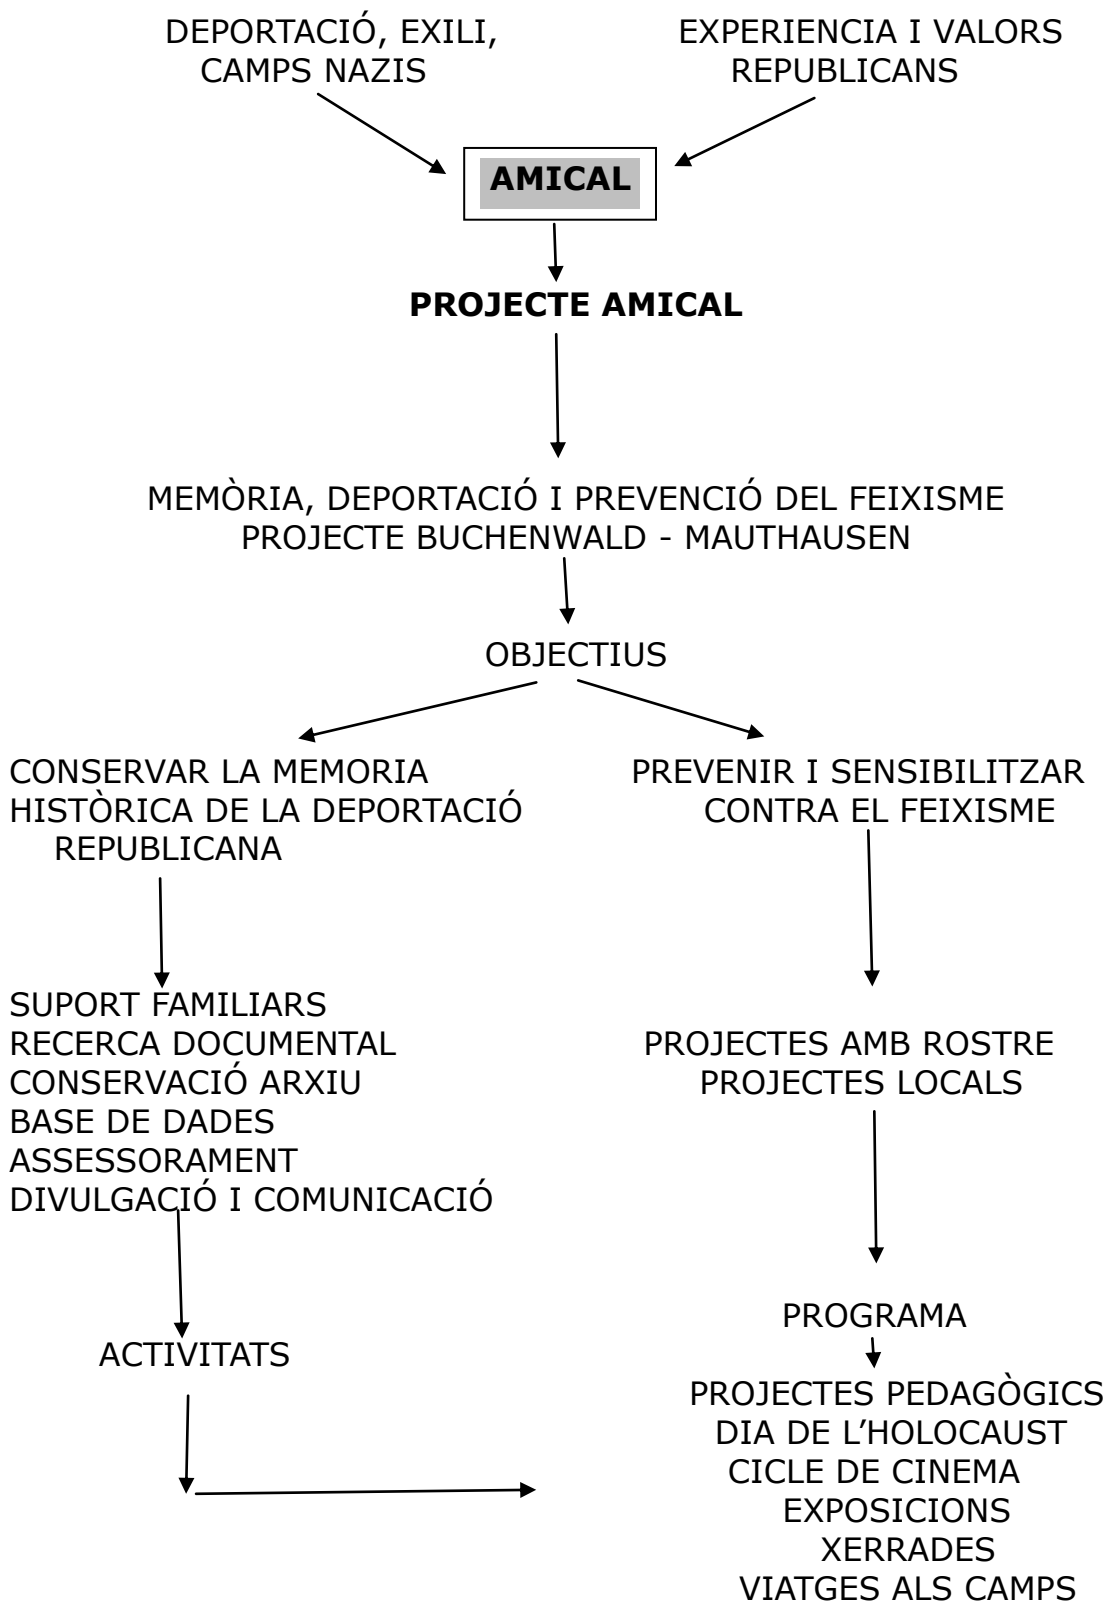 DEPORTACIÓ, EXILI,
CAMPS NAZIS
EXPERIENCIA I VALORS
REPUBLICANS
AMICAL
PROJECTE AMICAL
MEMÒRIA, DEPORTACIÓ I PREVENCIÓ DEL FEIXISME
PROJECTE BUCHENWALD - MAUTHAUSEN
OBJECTIUS
CONSERVAR LA MEMORIA
HISTÒRICA DE LA DEPORTACIÓ
REPUBLICANA
PREVENIR I SENSIBILITZAR
CONTRA EL FEIXISME
SUPORT FAMILIARS
RECERCA DOCUMENTAL
CONSERVACIÓ ARXIU
BASE DE DADES
ASSESSORAMENT
DIVULGACIÓ I COMUNICACIÓ
PROJECTES AMB ROSTRE
PROJECTES LOCALS
ACTIVITATS
PROGRAMA
PROJECTES PEDAGÒGICS
DIA DE L'HOLOCAUST
CICLE DE CINEMA
EXPOSICIONS
XERRADES
VIATGES ALS CAMPS